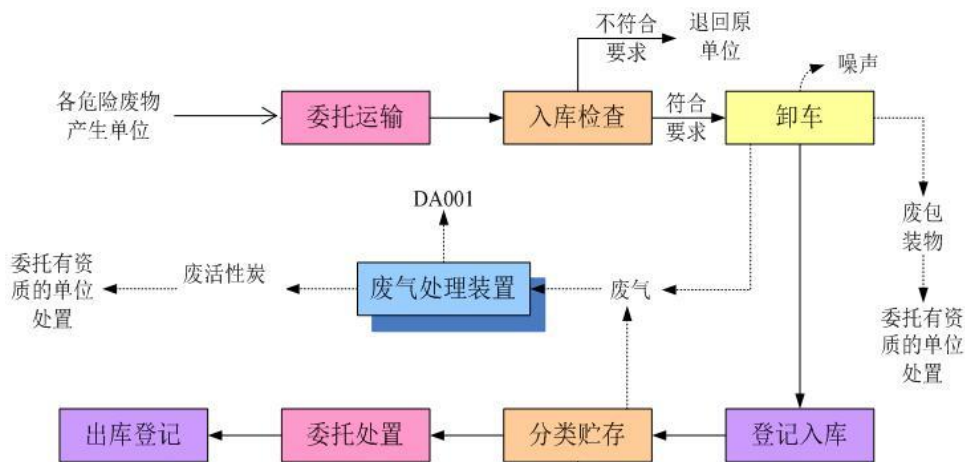 不符合
要求
退回原
单位
噪声
各危险废物
产生单位
委托运输
入库检查
符合
要求
卸车
DA001
废包
装物
委托有资
质的单位
处置
废活性炭
废气处理装置
废气
委托有资
质的单位
处置
出库登记
委托处置
分类贮存
登记入库